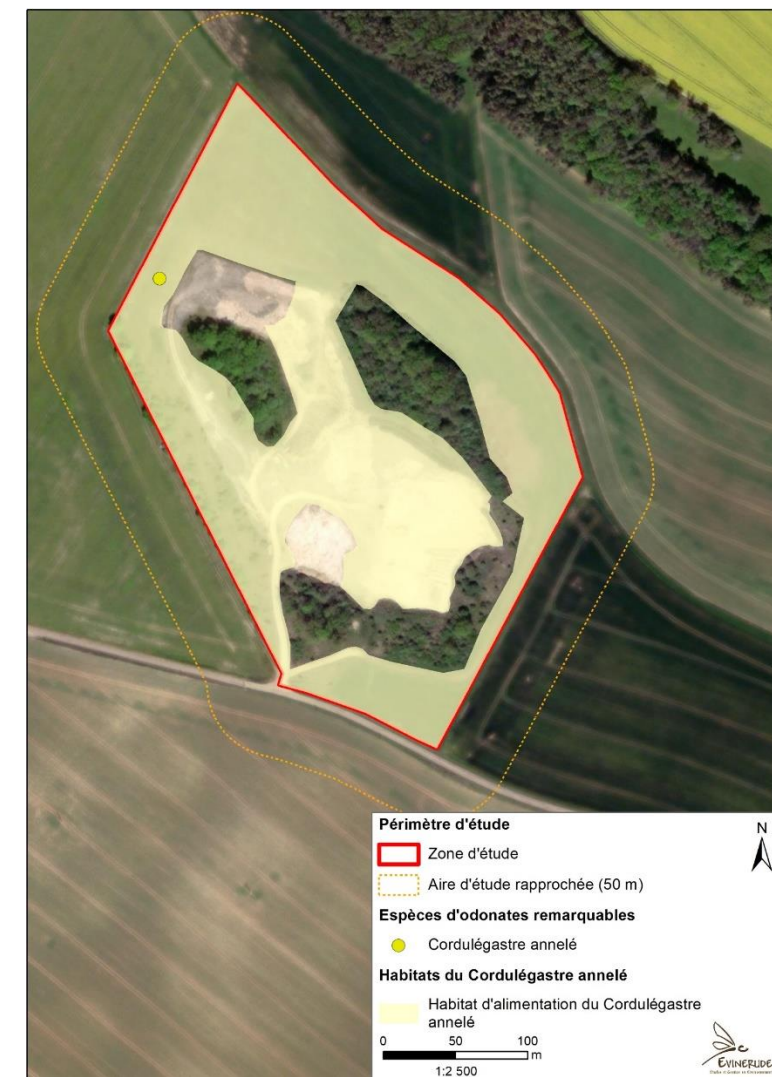 Périmètre d'étude
N
Zone d'étude
Aire d'étude rapprochée (50 m)
Espèces d'odonates remarquables
Cordulégastre annelé
Habitats du Cordulégastre annelé
Habitat d'alimentation du Cordulégastre
annelé
0 50 100
m
1:2 500
EVINERUDE